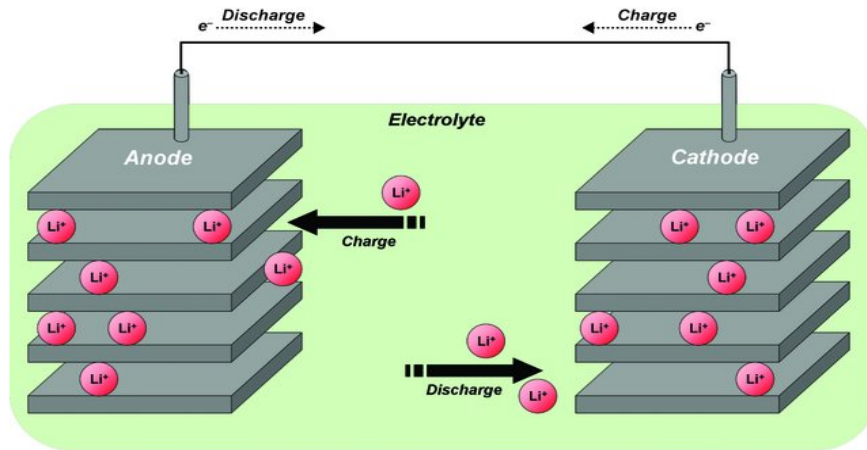 e⁻ Discharge
Charge e⁻
Electrolyte
Anode
Cathode
Li⁺
Charge
Li⁺
Li⁺
Li⁺
Li⁺
Li⁺
Li⁺
Li⁺
Li⁺
Li⁺
Li⁺
Li⁺
Li⁺
Li⁺
Discharge
Li⁺
Li⁺
Li⁺